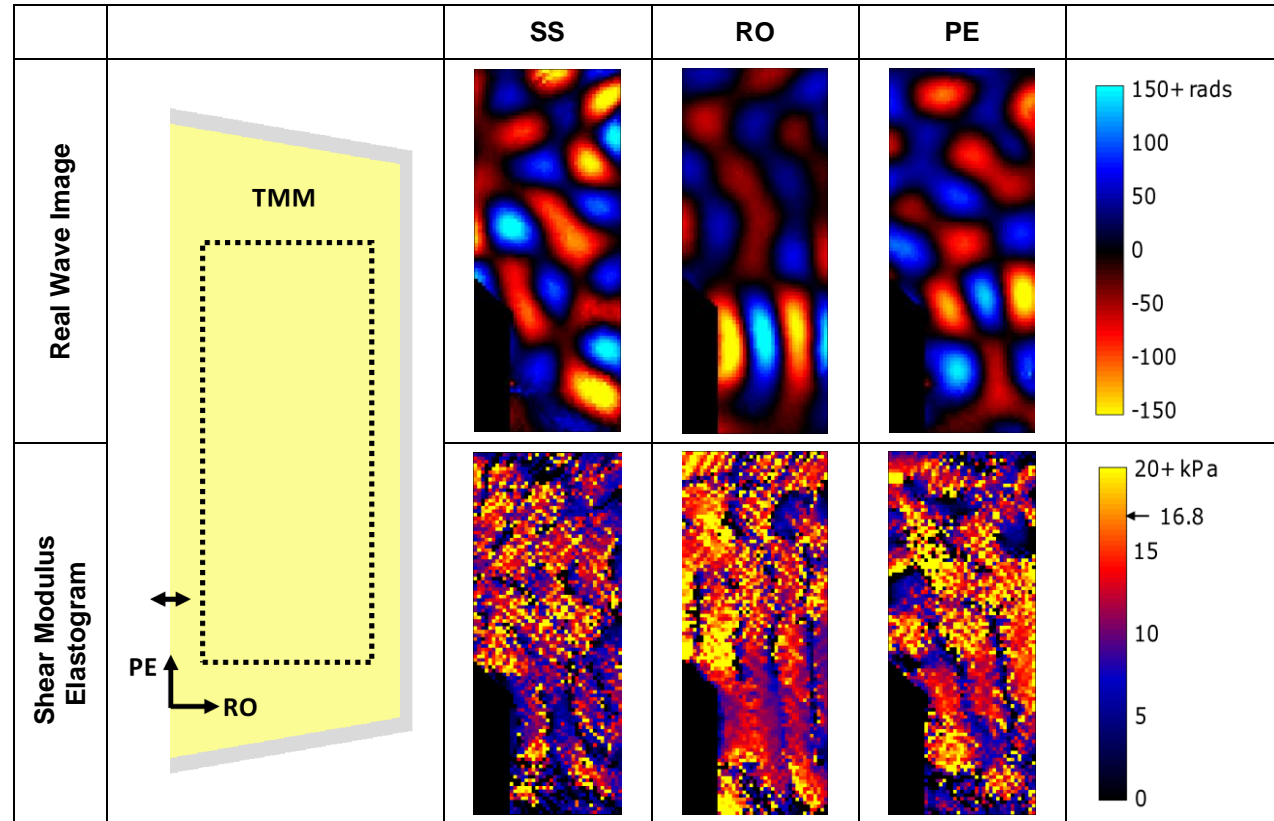 SS
RO
PE
Real Wave Image
TMM
150+ rads
100
50
0
-50
-100
-150
Shear Modulus
Elastogram
PE
RO
20+ kPa
16.8
15
10
5
0